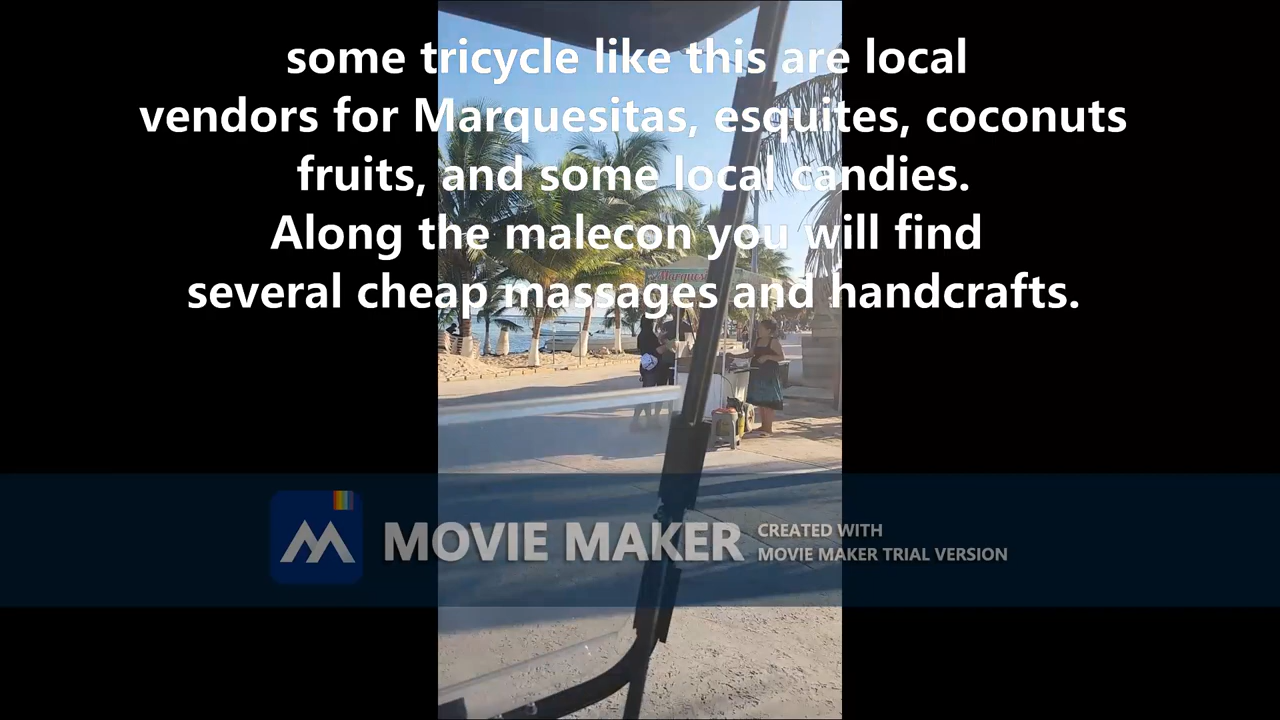 some tricycle like this are local
vendors for Marquesitas, esquites, coconuts
fruits, and some local candies.
Along the malecon you will find
several cheap massages and handcrafts.
MOVIE MAKER
CREATED WITH
MOVIE MAKER TRIAL VERSION